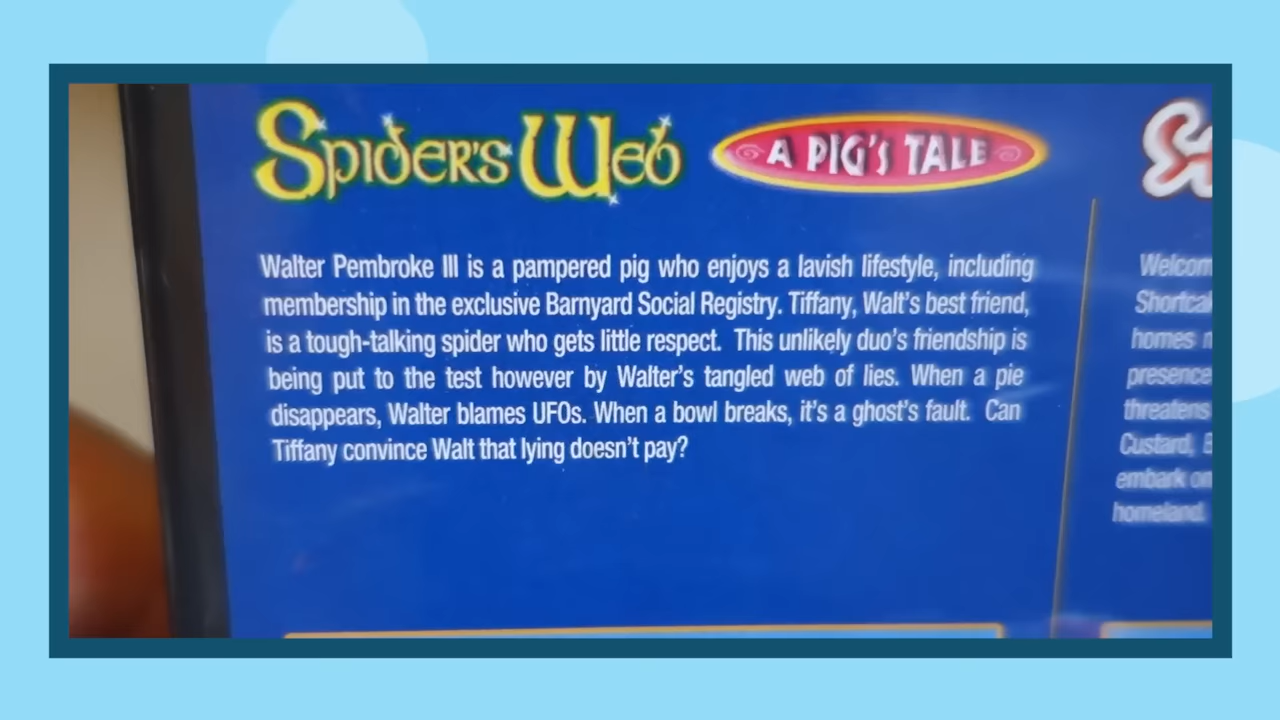 Spider's Web
A PIG'S TALE
Walter Pembroke III is a pampered pig who enjoys a lavish lifestyle, including
membership in the exclusive Barnyard Social Registry. Tiffany, Walt's best friend,
is a tough-talking spider who gets little respect. This unlikely duo's friendship is
being put to the test however by Walter's tangled web of lies. When a pie
disappears, Walter blames UFOs. When a bowl breaks, it's a ghost's fault. Can
Tiffany convince Walt that lying doesn't pay?
homes
presence
threatens
Custard,
embark on
homeland.